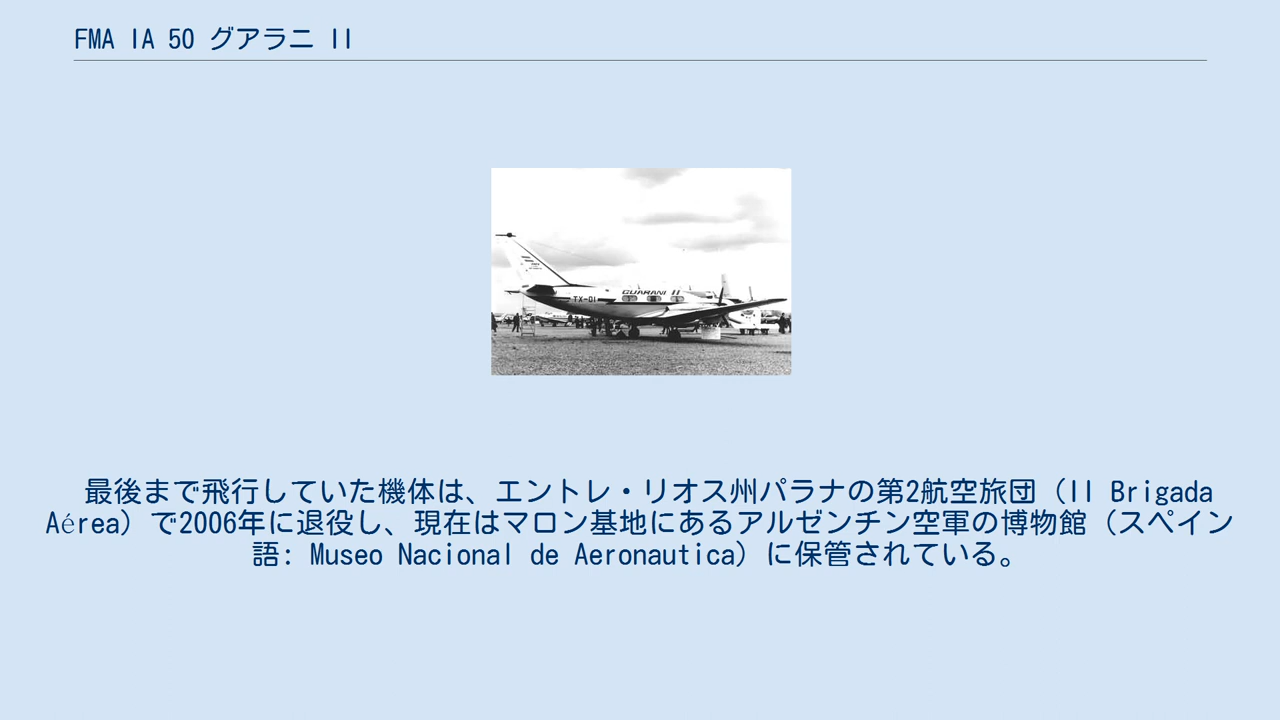 FMA IA 50 グアラニ II
GUARANI II
TX-01
最後まで飛行していた機体は、エントレ・リオス州パラナの第2航空旅団（II Brigada
Aérea）で2006年に退役し、現在はマロン基地にあるアルゼンチン空軍の博物館（スペイン
語: Museo Nacional de Aeronautica）に保管されている。